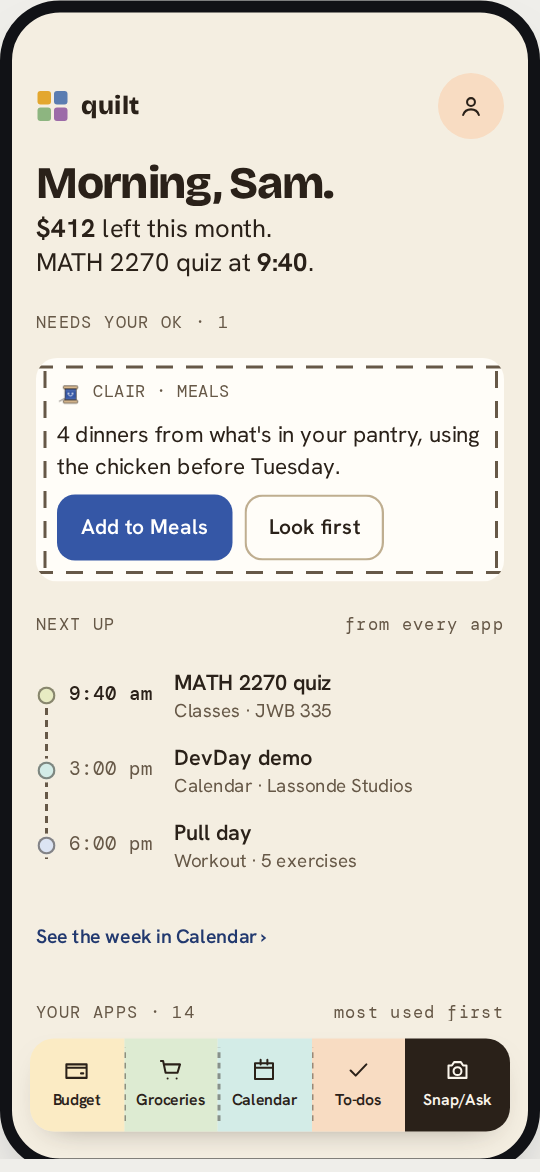 quilt
Morning, Sam.
$412 left this month.
MATH 2270 quiz at 9:40.
NEEDS YOUR OK · 1
CLAIR · MEALS
4 dinners from what's in your pantry, using
the chicken before Tuesday.
Add to Meals
Look first
NEXT UP
from every app
9:40 am
MATH 2270 quiz
Classes · JWB 335
3:00 pm
DevDay demo
Calendar · Lassonde Studios
6:00 pm
Pull day
Workout · 5 exercises
See the week in Calendar ›
YOUR APPS · 14
most used first
Budget
Groceries
Calendar
To-dos
Snap/Ask